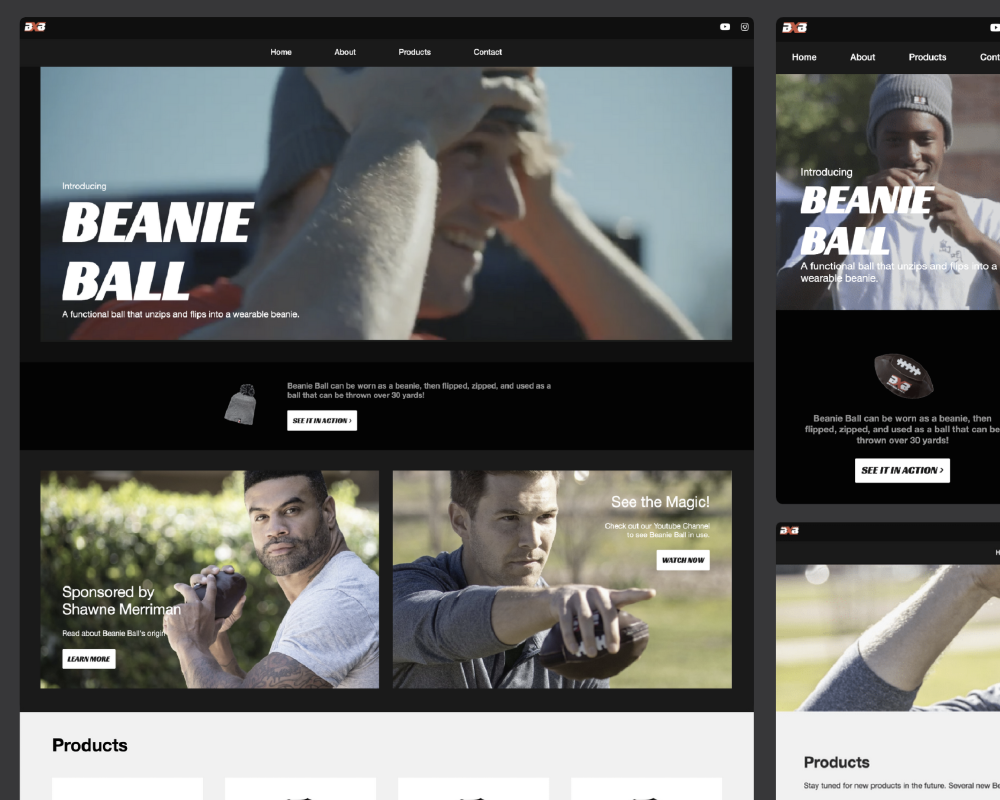 BXB
Home About Products Contact
Introducing
BEANIE
BALL
A functional ball that unzips and flips into a wearable beanie.
Beanie Ball can be worn as a beanie, then flipped, zipped, and used as a
ball that can be thrown over 30 yards!
SEE IT IN ACTION ›
Sponsored by
Shawne Merriman
Read about Beanie Ball's origin
LEARN MORE
See the Magic!
Check out our Youtube Channel
to see Beanie Ball in use.
WATCH NOW
Products
BXB
Home About Products Cont
Introducing
BEANIE
BALL
A functional ball that unzips and flips into a
wearable beanie.
BXB
Beanie Ball can be worn as a beanie, then
flipped, zipped, and used as a ball that can be
thrown over 30 yards!
SEE IT IN ACTION ›
BXB
H
Products
Stay tuned for new products in the future. Several new Be